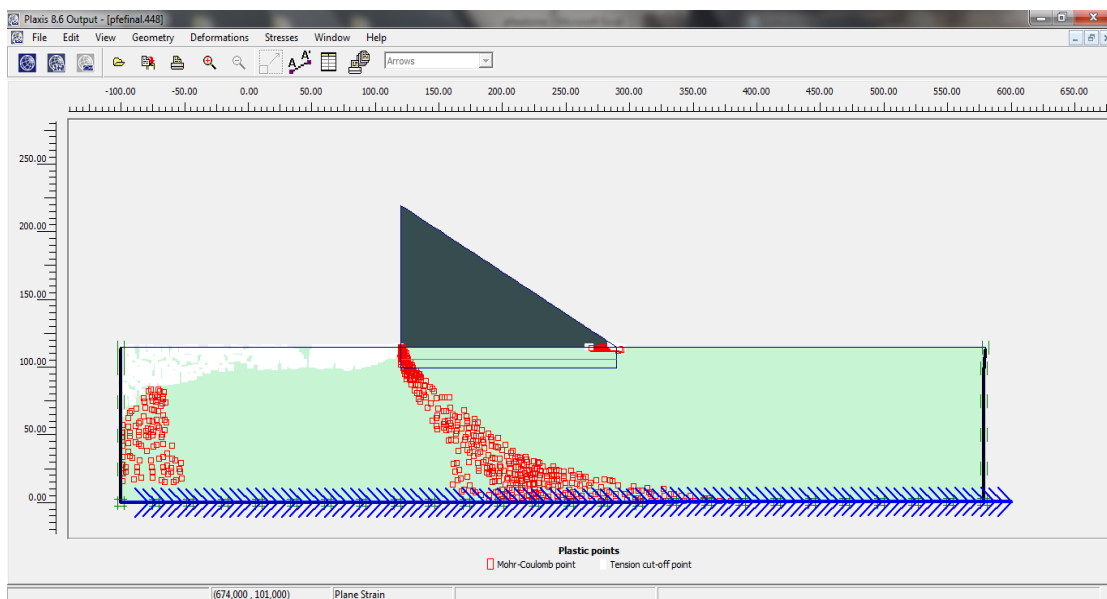 Plaxis 8.6 Output - [pfefinal.448]
File Edit View Geometry Deformations Stresses Window Help
Arrows
-100.00 -50.00 0.00 50.00 100.00 150.00 200.00 250.00 300.00 350.00 400.00 450.00 500.00 550.00 600.00 650.00
250.00
200.00
150.00
100.00
50.00
0.00
Plastic points
Mohr-Coulomb point Tension cut-off point
(674,000 , 101,000) Plane Strain